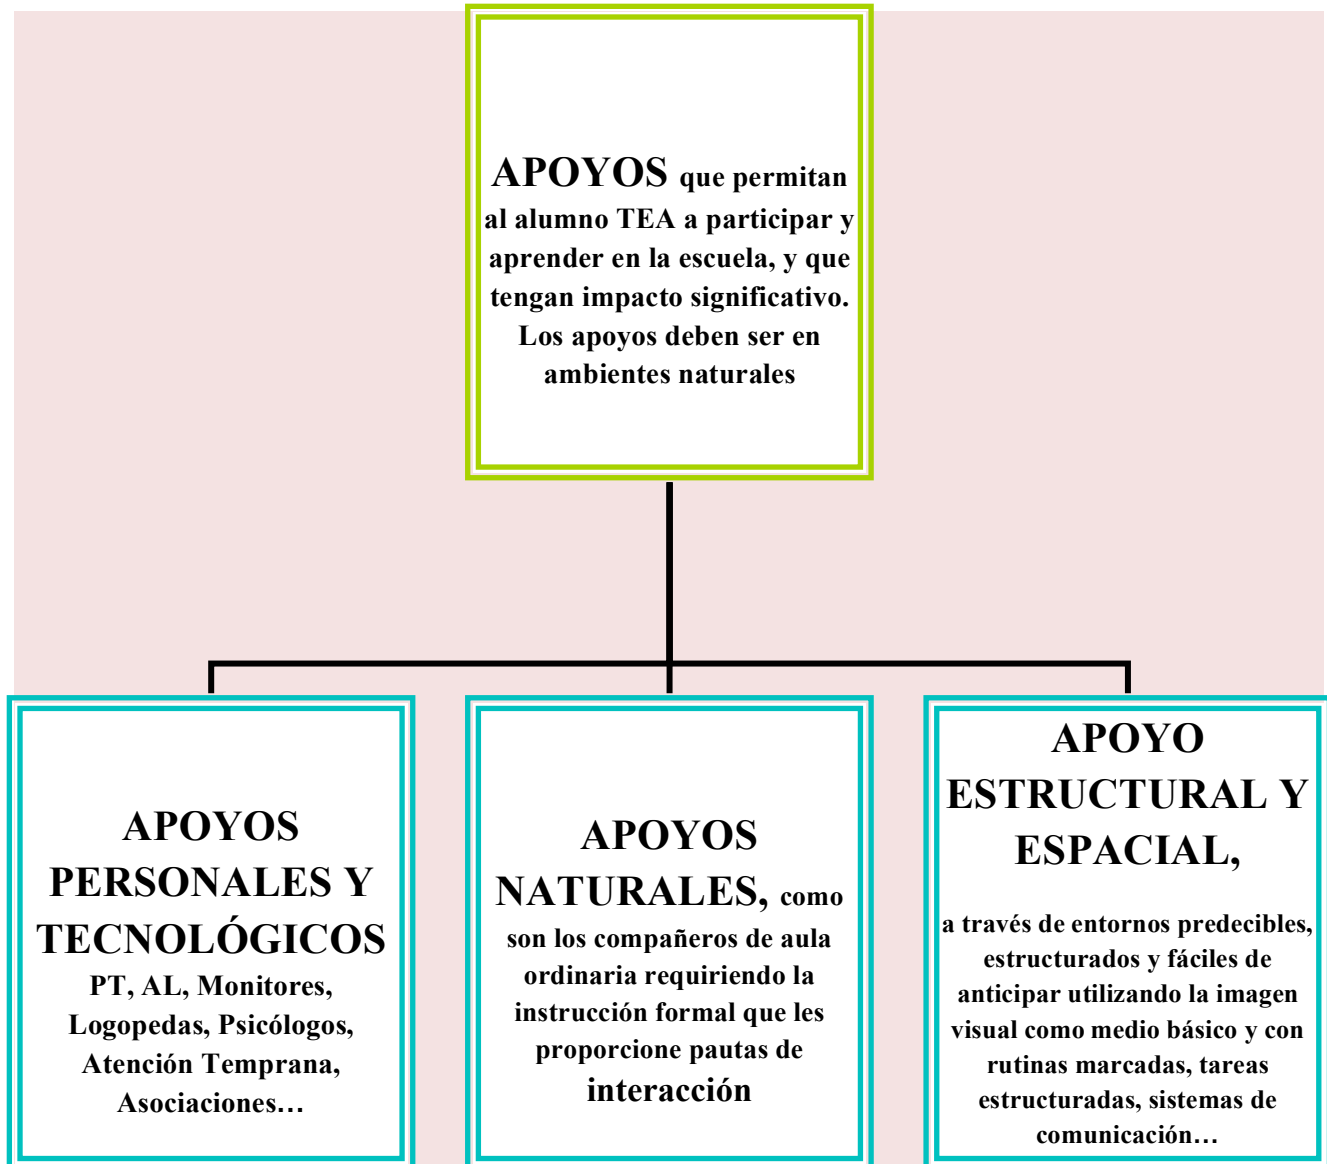 APOYOS que permitan
al alumno TEA a participar y
aprender en la escuela, y que
tengan impacto significativo.
Los apoyos deben ser en
ambientes naturales
APOYOS
PERSONALES Y
TECNOLÓGICOS
PT, AL, Monitores,
Logopedas, Psicólogos,
Atención Temprana,
Asociaciones…
APOYOS
NATURALES, como
son los compañeros de aula
ordinaria requiriendo la
instrucción formal que les
proporcione pautas de
interacción
APOYO
ESTRUCTURAL Y
ESPACIAL,
a través de entornos predecibles,
estructurados y fáciles de
anticipar utilizando la imagen
visual como medio básico y con
rutinas marcadas, tareas
estructuradas, sistemas de
comunicación…